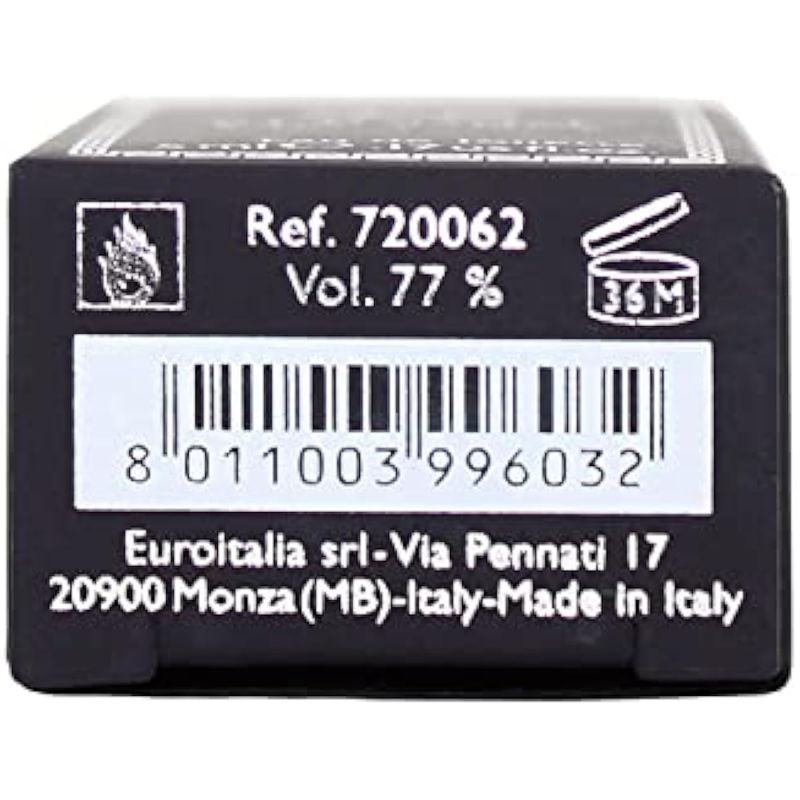 Ref. 720062
Vol. 77 %
36 M
8 011003 996032
Euroitalia srl-Via Pennati 17
20900 Monza (MB)-Italy-Made in Italy